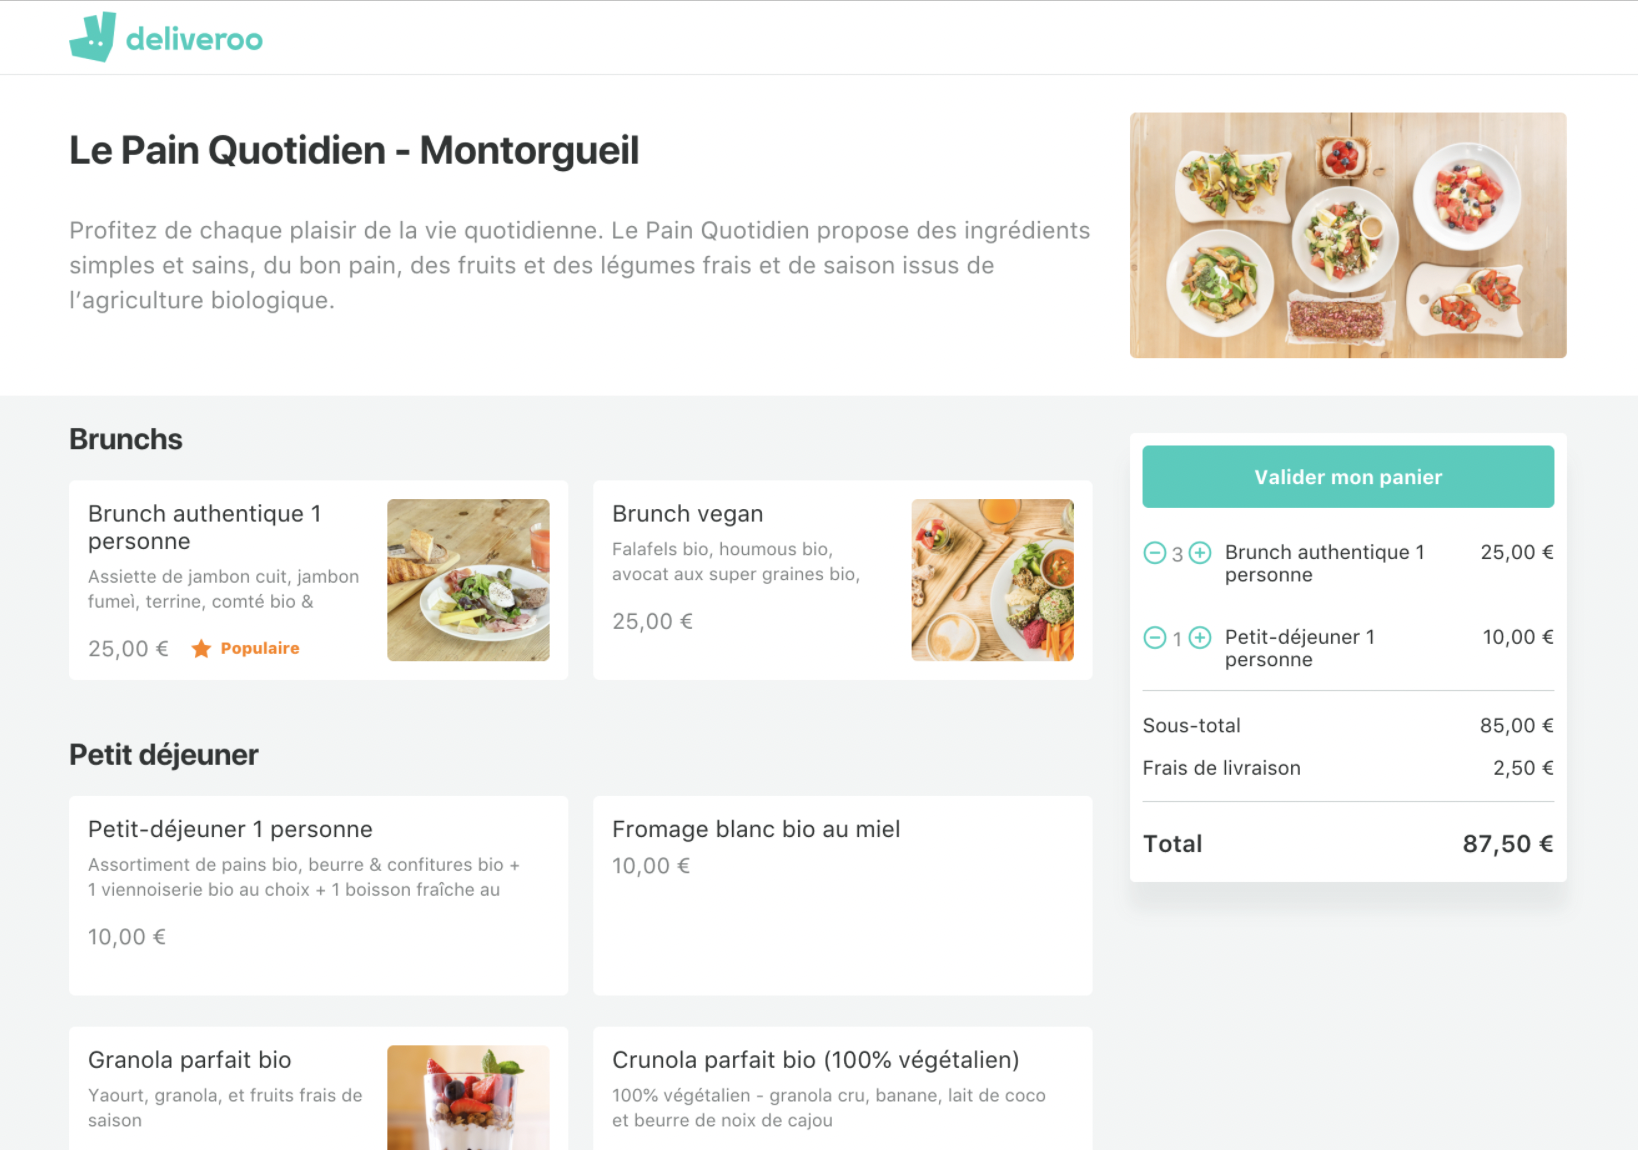 deliveroo
Le Pain Quotidien - Montorgueil
Profitez de chaque plaisir de la vie quotidienne. Le Pain Quotidien propose des ingrédients
simples et sains, du bon pain, des fruits et des légumes frais et de saison issus de
l’agriculture biologique.
Brunchs
Brunch authentique 1
personne
Assiette de jambon cuit, jambon
fumeì, terrine, comté bio &
25,00 €
Populaire
Brunch vegan
Falafels bio, houmous bio,
avocat aux super graines bio,
25,00 €
Petit déjeuner
Petit-déjeuner 1 personne
Assortiment de pains bio, beurre & confitures bio +
1 viennoiserie bio au choix + 1 boisson fraîche au
10,00 €
Fromage blanc bio au miel
10,00 €
Granola parfait bio
Yaourt, granola, et fruits frais de
saison
Crunola parfait bio (100% végétalien)
100% végétalien - granola cru, banane, lait de coco
et beurre de noix de cajou
Valider mon panier
3 Brunch authentique 1 25,00 €
personne
1 Petit-déjeuner 1 10,00 €
personne
Sous-total 85,00 €
Frais de livraison 2,50 €
Total 87,50 €